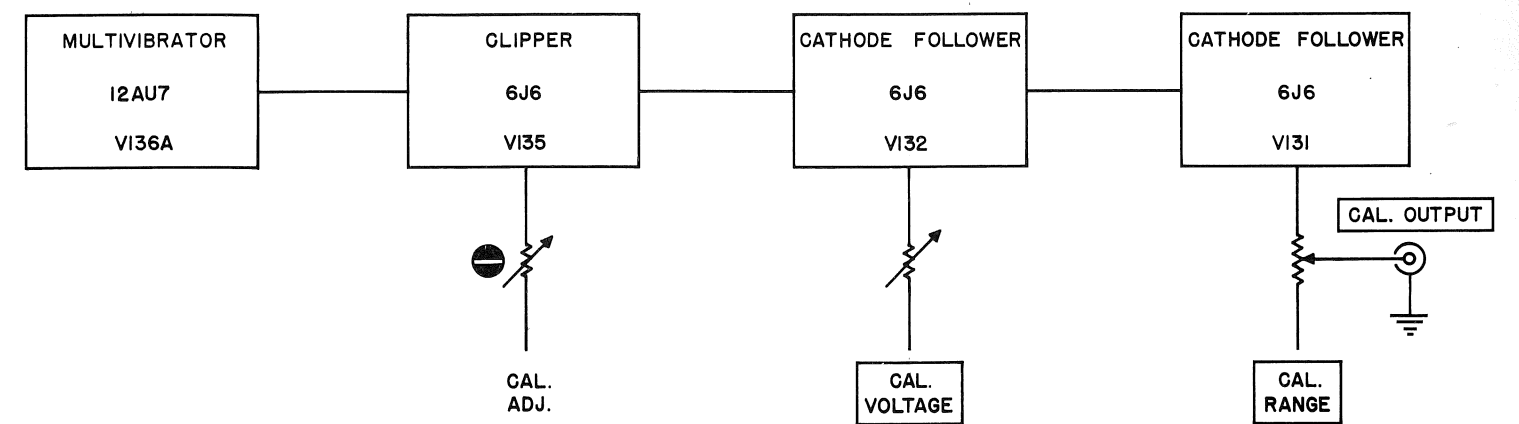 MULTIVIBRATOR
12AU7
V136A
CLIPPER
6J6
V135
CATHODE FOLLOWER
6J6
V132
CATHODE FOLLOWER
6J6
V131
CAL. OUTPUT
CAL.
ADJ.
CAL.
VOLTAGE
CAL.
RANGE